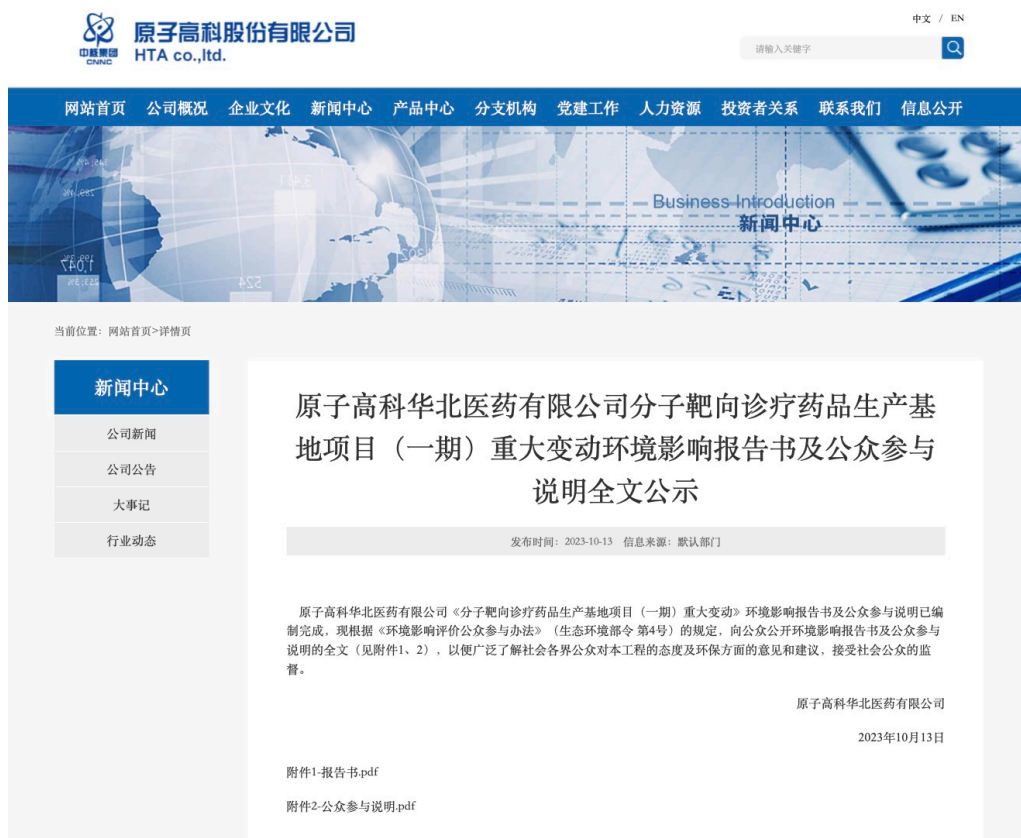 中文 / EN
中核集团
CNNC
原子高科股份有限公司
HTA co.,ltd.
请输入关键字
网站首页 公司概况 企业文化 新闻中心 产品中心 分支机构 党建工作 人力资源 投资者关系 联系我们 信息公开
Business Introduction
新闻中心
524
当前位置：网站首页>详情页
新闻中心
公司新闻
公司公告
大事记
行业动态
原子高科华北医药有限公司分子靶向诊疗药品生产基
地项目（一期）重大变动环境影响报告书及公众参与
说明全文公示
发布时间：2023-10-13 信息来源：默认部门
原子高科华北医药有限公司《分子靶向诊疗药品生产基地项目（一期）重大变动》环境影响报告书及公众参与说明已编
制完成，现根据《环境影响评价公众参与办法》（生态环境部令 第4号）的规定，向公众公开环境影响报告书及公众参与
说明的全文（见附件1、2），以便广泛了解社会各界公众对本工程的态度及环保方面的意见和建议，接受社会公众的监
督。
原子高科华北医药有限公司
2023年10月13日
附件1-报告书.pdf
附件2-公众参与说明.pdf